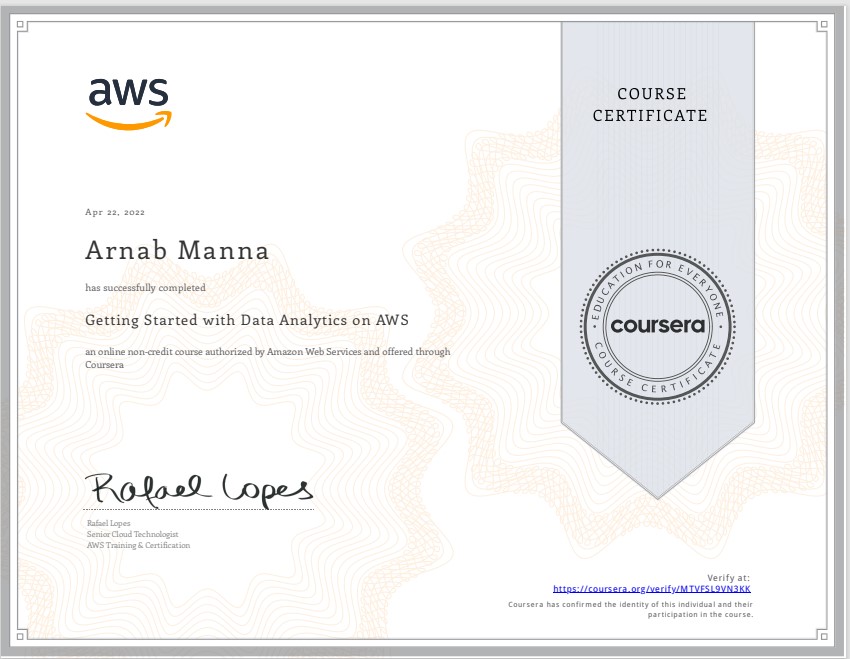 aws
COURSE
CERTIFICATE
Apr 22, 2022
Arnab Manna
has successfully completed
Getting Started with Data Analytics on AWS
an online non-credit course authorized by Amazon Web Services and offered through
Coursera
EDUCATION FOR EVERYONE
coursera
COURSE CERTIFICATE
Rafael Lopes
Rafael Lopes
Senior Cloud Technologist
AWS Training & Certification
Verify at:
https://coursera.org/verify/MTVFSL9VN3KK
Coursera has confirmed the identity of this individual and their
participation in the course.